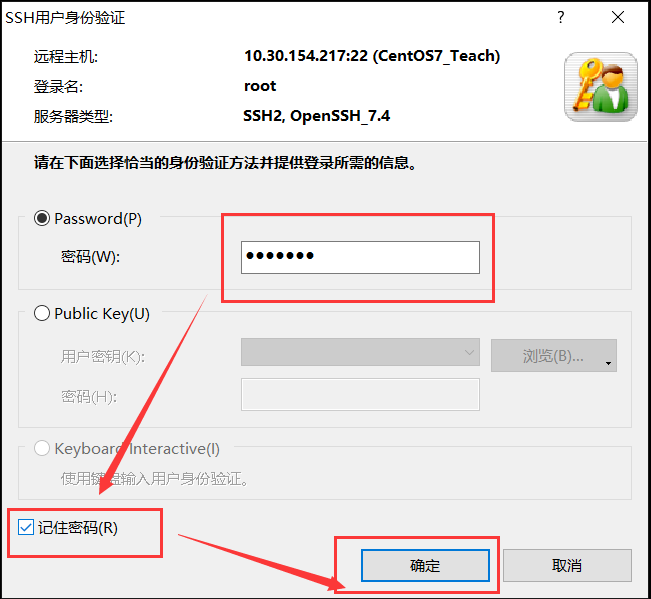 SSH用户身份验证
远程主机: 10.30.154.217:22 (CentOS7_Teach)
登录名: root
服务器类型: SSH2, OpenSSH_7.4
请在下面选择恰当的身份验证方法并提供登录所需的信息。
Password(P)
密码(W): •••••••
Public Key(U)
用户密钥(K): 浏览(B)...
密码(H):
Keyboard Interactive(I)
使用键盘输入用户身份验证。
记住密码(R)
确定 取消